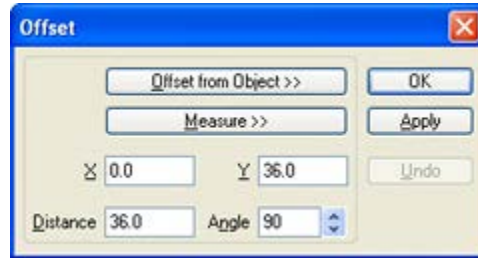 Offset
Offset from Object >> OK
Measure >> Apply
X 0.0 Y 36.0 Undo
Distance 36.0 Angle 90